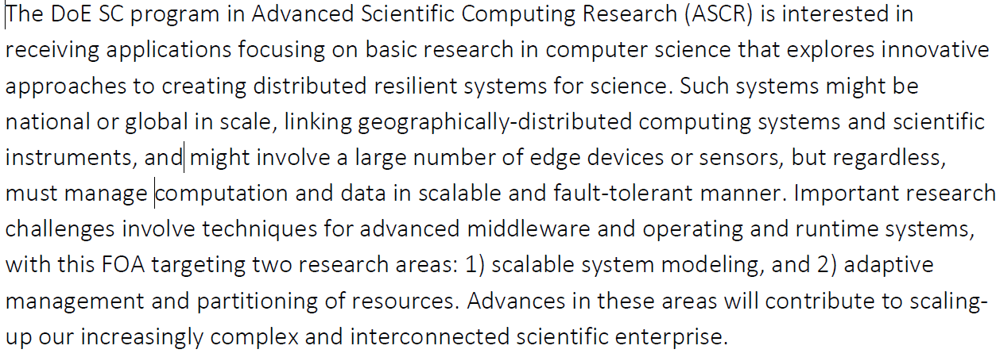 The DoE SC program in Advanced Scientific Computing Research (ASCR) is interested in
receiving applications focusing on basic research in computer science that explores innovative
approaches to creating distributed resilient systems for science. Such systems might be
national or global in scale, linking geographically-distributed computing systems and scientific
instruments, and might involve a large number of edge devices or sensors, but regardless,
must manage computation and data in scalable and fault-tolerant manner. Important research
challenges involve techniques for advanced middleware and operating and runtime systems,
with this FOA targeting two research areas: 1) scalable system modeling, and 2) adaptive
management and partitioning of resources. Advances in these areas will contribute to scaling-
up our increasingly complex and interconnected scientific enterprise.